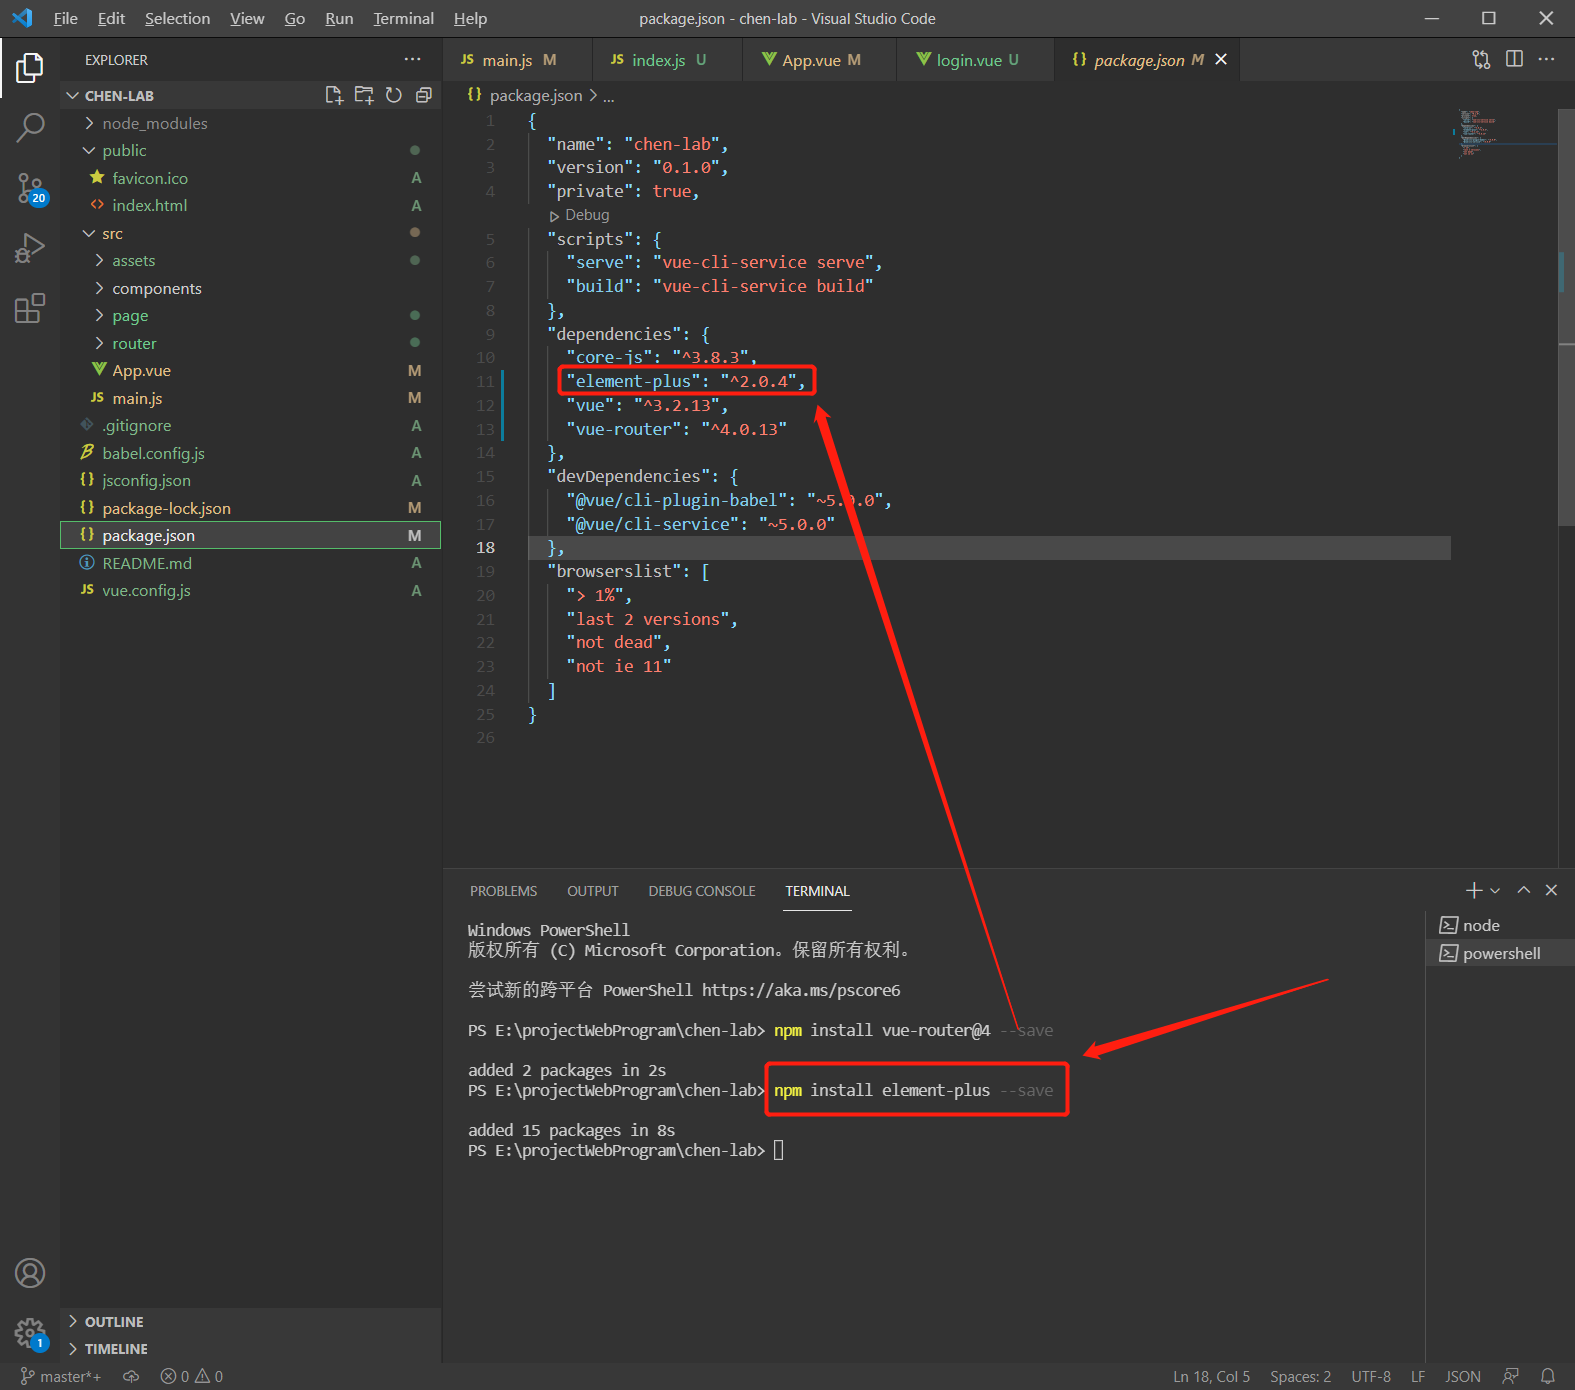 File Edit Selection View Go Run Terminal Help
package.json - chen-lab - Visual Studio Code
EXPLORER
CHEN-LAB
node_modules
public
favicon.ico A
index.html A
src
assets
components
page
router
App.vue M
main.js M
.gitignore A
babel.config.js A
jsconfig.json A
package-lock.json M
package.json M
README.md A
vue.config.js A
OUTLINE
TIMELINE
20
1
main.js M
index.js U
App.vue M
login.vue U
package.json M
package.json > ...
1 {
2 "name": "chen-lab",
3 "version": "0.1.0",
4 "private": true,
Debug
5 "scripts": {
6 "serve": "vue-cli-service serve",
7 "build": "vue-cli-service build"
8 },
9 "dependencies": {
10 "core-js": "^3.8.3",
11 "element-plus": "^2.0.4",
12 "vue": "^3.2.13",
13 "vue-router": "^4.0.13"
14 },
15 "devDependencies": {
16 "@vue/cli-plugin-babel": "~5.0.0",
17 "@vue/cli-service": "~5.0.0"
18 },
19 "browserslist": [
20 "> 1%",
21 "last 2 versions",
22 "not dead",
23 "not ie 11"
24 ]
25 }
26
PROBLEMS OUTPUT DEBUG CONSOLE TERMINAL
Windows PowerShell
版权所有 (C) Microsoft Corporation。保留所有权利。
尝试新的跨平台 PowerShell https://aka.ms/pscore6
PS E:\projectWebProgram\chen-lab> npm install vue-router@4 --save
added 2 packages in 2s
PS E:\projectWebProgram\chen-lab> npm install element-plus --save
added 15 packages in 8s
PS E:\projectWebProgram\chen-lab>
node
powershell
master*+ 0 0
Ln 18, Col 5 Spaces: 2 UTF-8 LF JSON